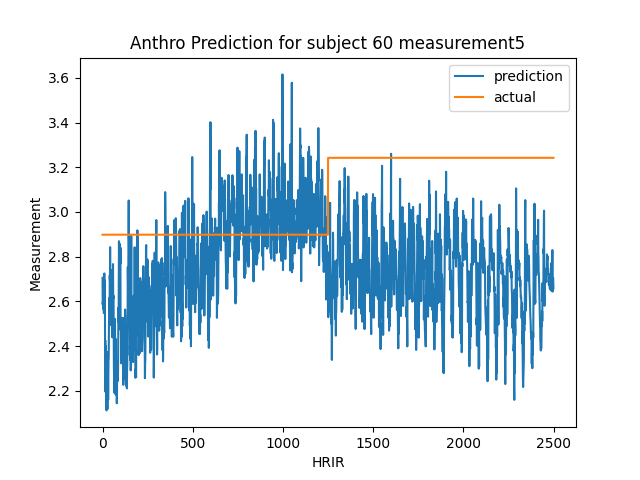 Anthro Prediction for subject 60 measurement5
prediction
actual
3.6
3.4
3.2
3.0
2.8
2.6
2.4
2.2
Measurement
0
500
1000
1500
2000
2500
HRIR